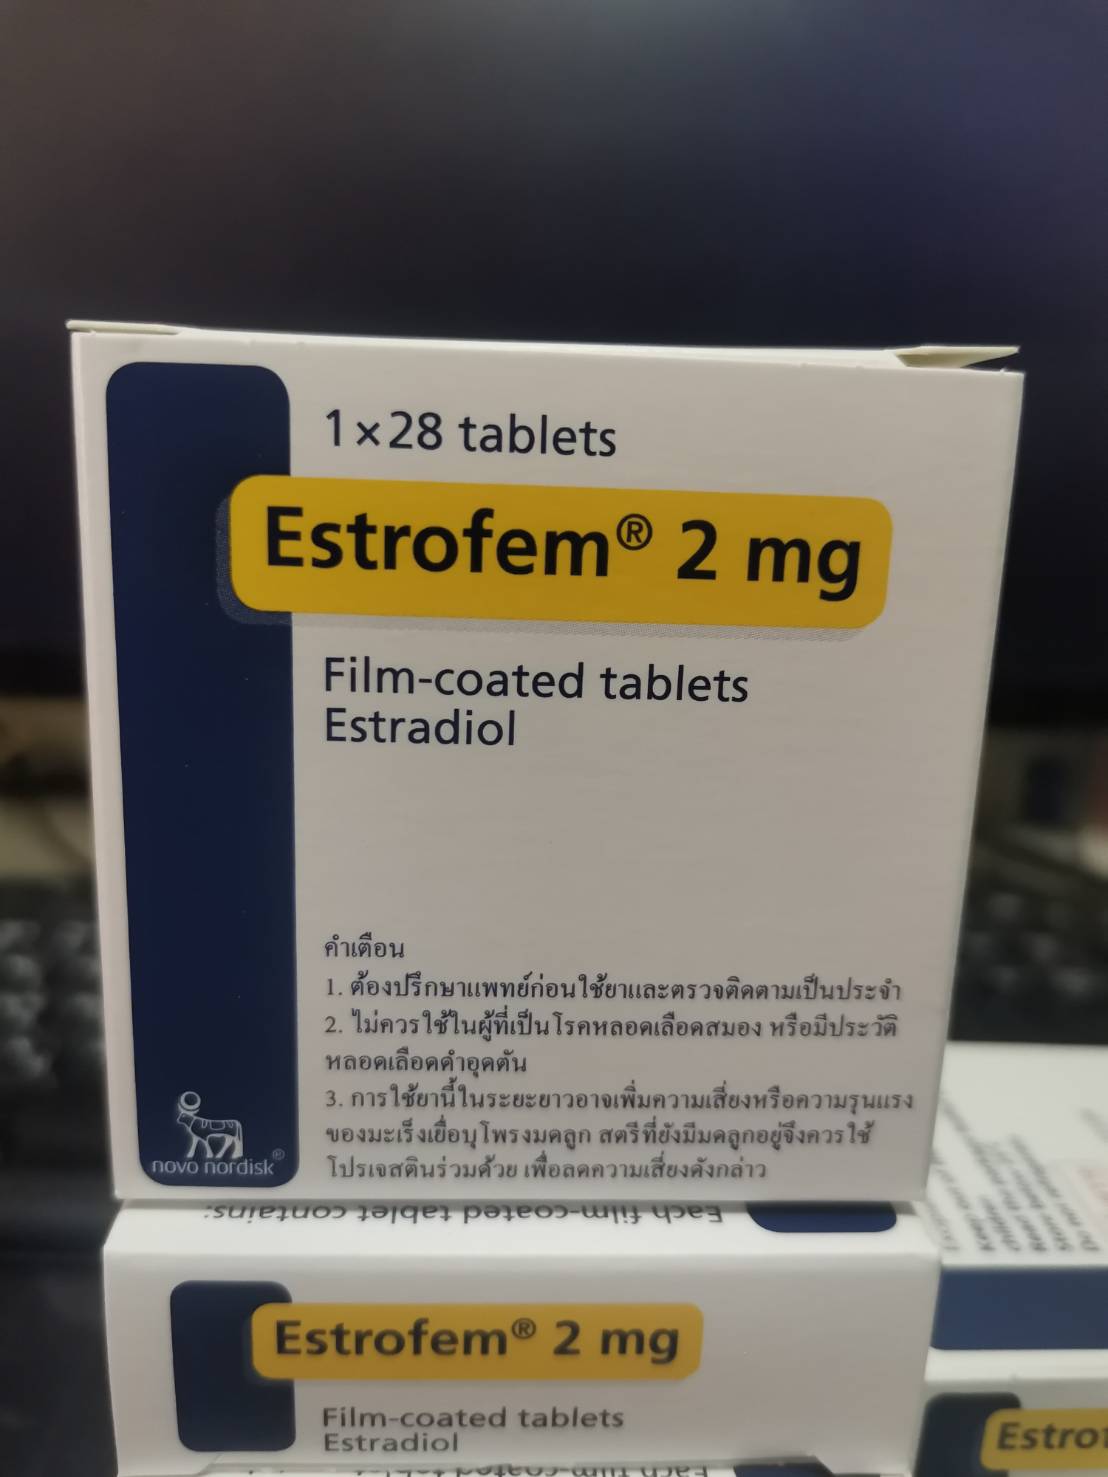 1×28 tablets
Estrofem® 2 mg
Film-coated tablets
Estradiol
คำเตือน
1. ต้องปรึกษาแพทย์ก่อนใช้ยาและตรวจติดตามเป็นประจำ
2. ไม่ควรใช้ในผู้ที่เป็นโรคหลอดเลือดสมอง หรือมีประวัติ
หลอดเลือดดำอุดตัน
3. การใช้ยานี้ในระยะยาวอาจเพิ่มความเสี่ยงหรือความรุนแรง
ของมะเร็งเยื่อบุโพรงมดลูก สตรีที่ยังมีมดลูกอยู่จึงควรใช้
โปรเจสตินร่วมด้วย เพื่อลดความเสี่ยงดังกล่าว
novo nordisk®
Each film-coated tablet contains:
Estrofem® 2 mg
Film-coated tablets
Estradiol
Each film-coated tablet